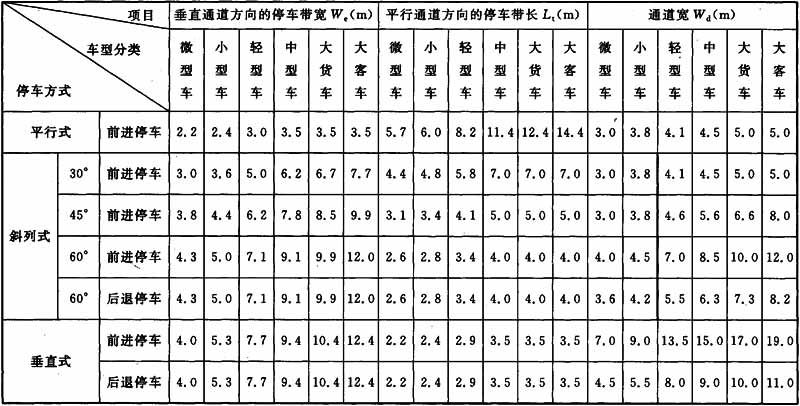 项目
车型分类
停车方式
垂直通道方向的停车带宽 We(m) 平行通道方向的停车带长 Lt(m) 通道宽 Wd(m)
微型车 小型车 轻型车 中型车 大货车 大客车 微型车 小型车 轻型车 中型车 大货车 大客车 微型车 小型车 轻型车 中型车 大货车 大客车
平行式 前进停车 2.2 2.4 3.0 3.5 3.5 3.5 5.7 6.0 8.2 11.4 12.4 14.4 3.0 3.8 4.1 4.5 5.0 5.0
斜列式
30° 前进停车 3.0 3.6 5.0 6.2 6.7 7.7 4.4 4.8 5.8 7.0 7.0 7.0 3.0 3.8 4.1 4.5 5.0 5.0
45° 前进停车 3.8 4.4 6.2 7.8 8.5 9.9 3.1 3.4 4.1 5.0 5.0 5.0 3.0 3.8 4.6 5.6 6.6 8.0
60° 前进停车 4.3 5.0 7.1 9.1 9.9 12.0 2.6 2.8 3.4 4.0 4.0 4.0 4.0 4.5 7.0 8.5 10.0 12.0
60° 后退停车 4.3 5.0 7.1 9.1 9.9 12.0 2.6 2.8 3.4 4.0 4.0 4.0 3.6 4.2 5.5 6.3 7.3 8.2
垂直式
前进停车 4.0 5.3 7.7 9.4 10.4 12.4 2.2 2.4 2.9 3.5 3.5 3.5 7.0 9.0 13.5 15.0 17.0 19.0
后退停车 4.0 5.3 7.7 9.4 10.4 12.4 2.2 2.4 2.9 3.5 3.5 3.5 4.5 5.5 8.0 9.0 10.0 11.0